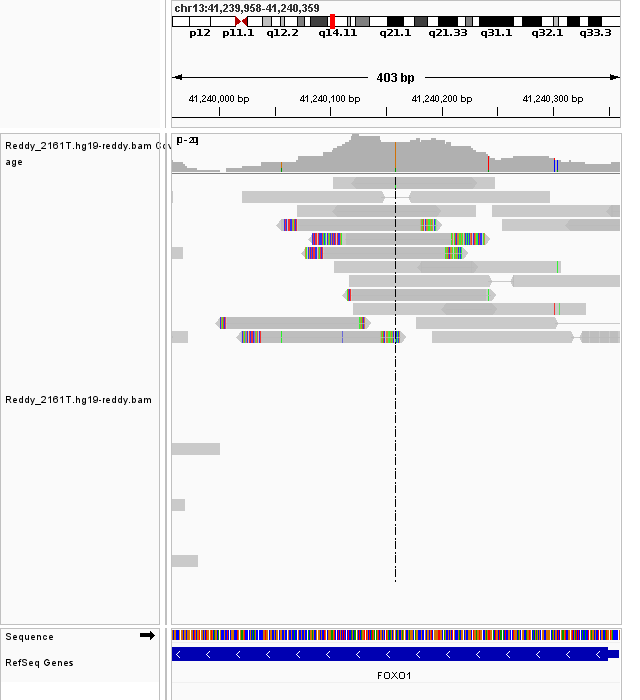 chr13:41,239,958-41,240,359
p12 p11.1 q12.2 q14.11 q21.1 q21.33 q31.1 q32.1 q33.3
403 bp
41,240,000 bp 41,240,100 bp 41,240,200 bp 41,240,300 bp
Reddy_2161T.hg19-reddy.bam Cov
age
[0-20]
Reddy_2161T.hg19-reddy.bam
Sequence
RefSeq Genes
FOXO1